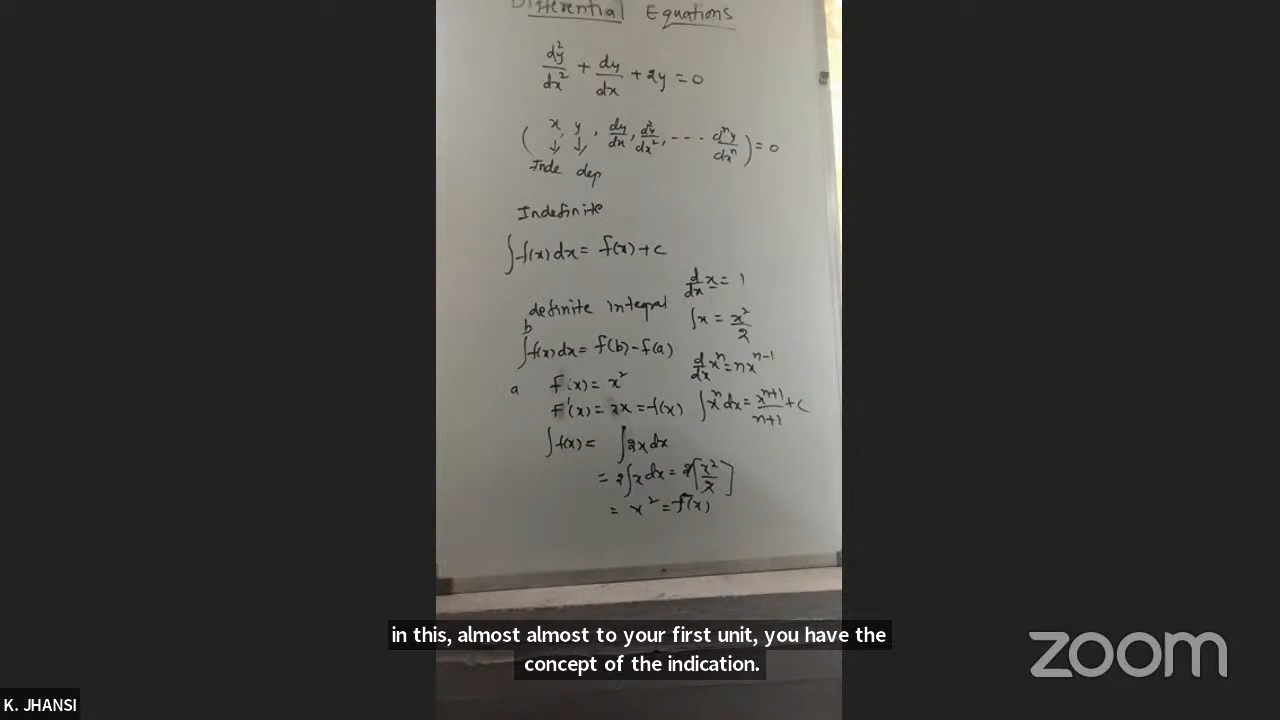 Differential Equations
d²y/dx² + dy/dx + 2y = 0
( x, y, dy/dx, d²y/dx², --- dⁿy/dxⁿ ) = 0
Inde dep
Indefinite
∫f(x) dx = f(x) + c
d/dx x = 1
definite integral
∫x = x²/2
b
∫f(x) dx = f(b) - f(a)
a
d/dx xⁿ = nxⁿ⁻¹
F(x) = x²
F'(x) = 2x = f(x)
∫xⁿ dx = xⁿ⁺¹/n+1 + c
∫f(x) = ∫2x dx
= 2∫x dx = 2[x²/2]
= x² = f(x)
in this, almost almost to your first unit, you have the
concept of the indication.
zoom
K. JHANSI